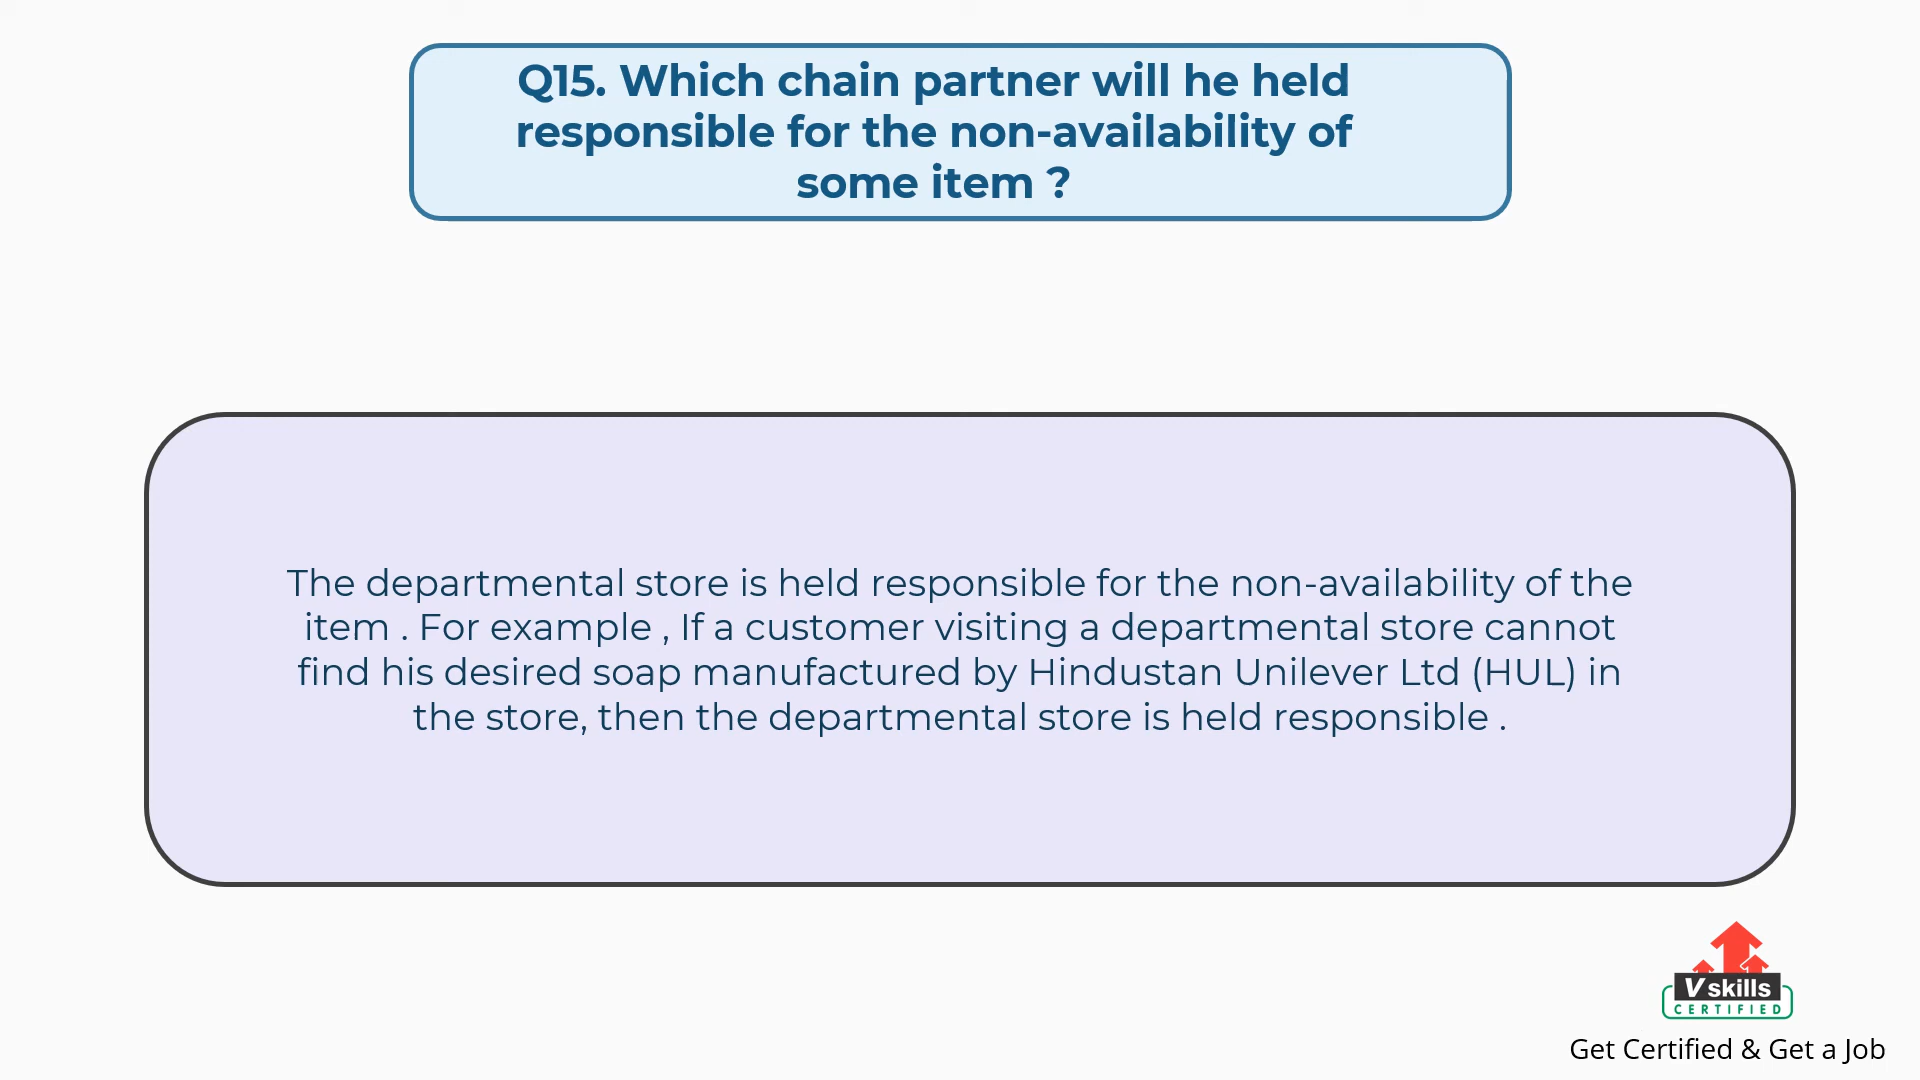 Q15. Which chain partner will he held
responsible for the non-availability of
some item ?
The departmental store is held responsible for the non-availability of the
item . For example , If a customer visiting a departmental store cannot
find his desired soap manufactured by Hindustan Unilever Ltd (HUL) in
the store, then the departmental store is held responsible .
Vskills
CERTIFIED
Get Certified & Get a Job